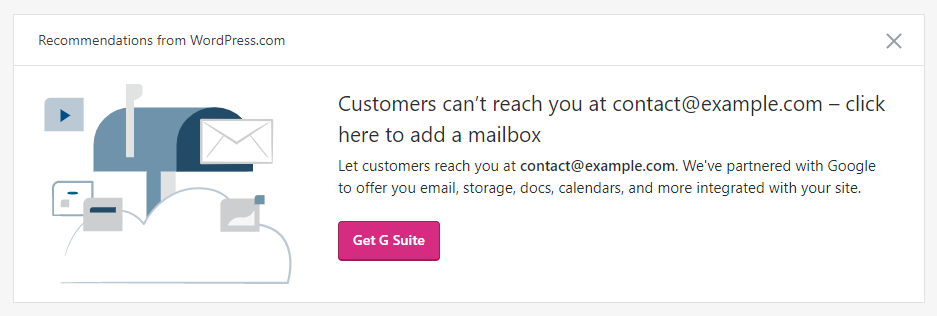 Recommendations from WordPress.com
Customers can’t reach you at contact@example.com – click
here to add a mailbox
Let customers reach you at contact@example.com. We've partnered with Google
to offer you email, storage, docs, calendars, and more integrated with your site.
Get G Suite